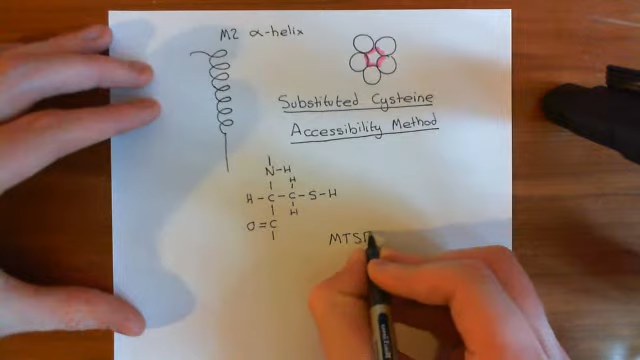 M2 α-helix
Substituted Cysteine
Accessibility Method
N-H
H
H-C-C-S-H
H
O=C
MTS